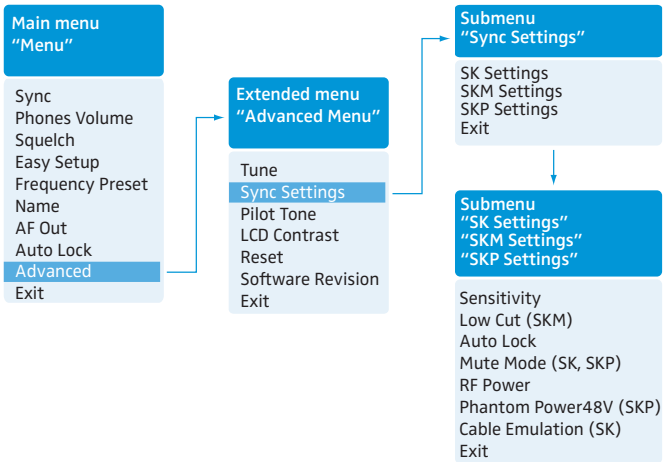 Main menu
“Menu”
Sync
Phones Volume
Squelch
Easy Setup
Frequency Preset
Name
AF Out
Auto Lock
Advanced
Exit
Extended menu
“Advanced Menu”
Tune
Sync Settings
Pilot Tone
LCD Contrast
Reset
Software Revision
Exit
Submenu
“Sync Settings”
SK Settings
SKM Settings
SKP Settings
Exit
Submenu
“SK Settings”
“SKM Settings”
“SKP Settings”
Sensitivity
Low Cut (SKM)
Auto Lock
Mute Mode (SK, SKP)
RF Power
Phantom Power48V (SKP)
Cable Emulation (SK)
Exit